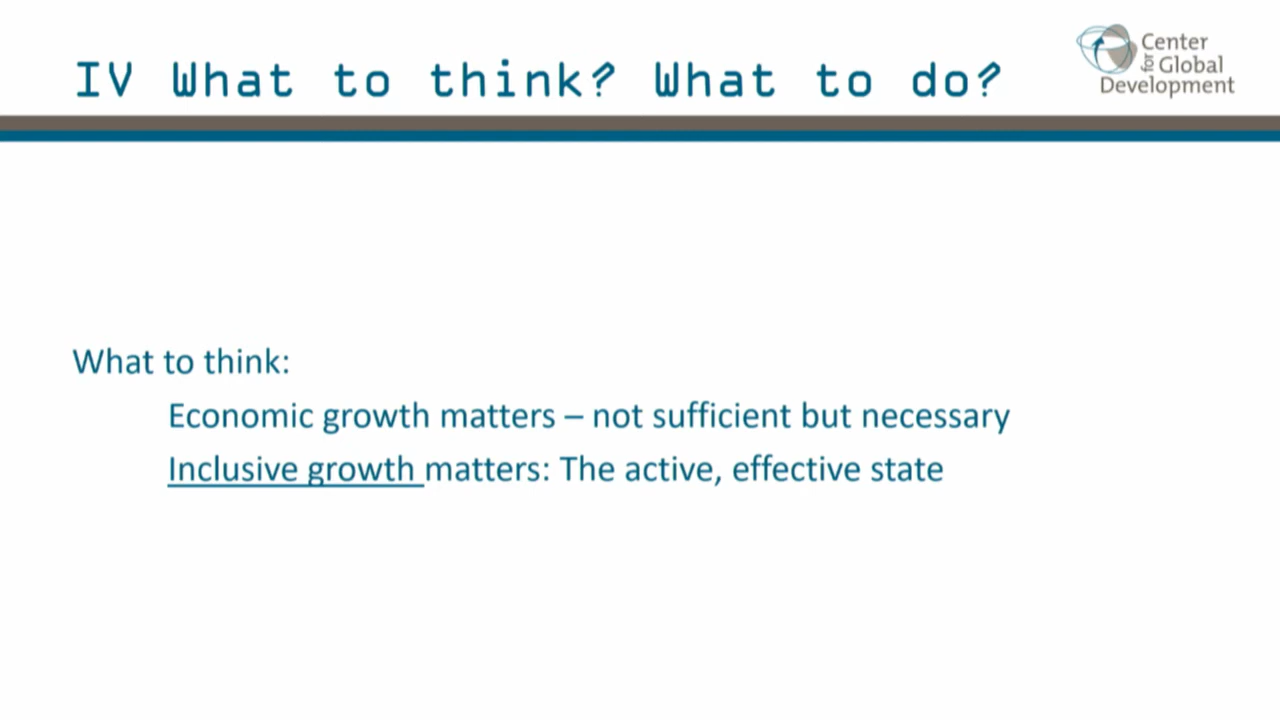 IV What to think? What to do?
Center
for Global
Development
What to think:
Economic growth matters – not sufficient but necessary
Inclusive growth matters: The active, effective state